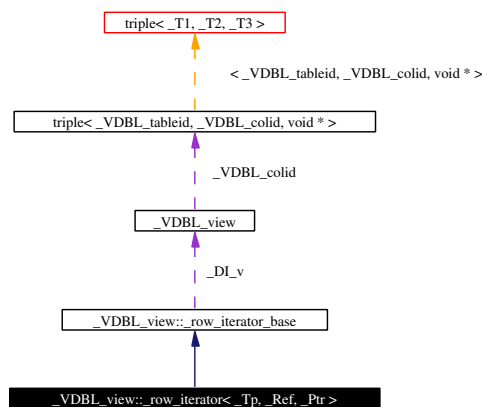 triple< _T1, _T2, _T3 >
< _VDBL_tableid, _VDBL_colid, void * >
triple< _VDBL_tableid, _VDBL_colid, void * >
_VDBL_colid
_VDBL_view
_DI_v
_VDBL_view::_row_iterator_base
_VDBL_view::_row_iterator< _Tp, _Ref, _Ptr >